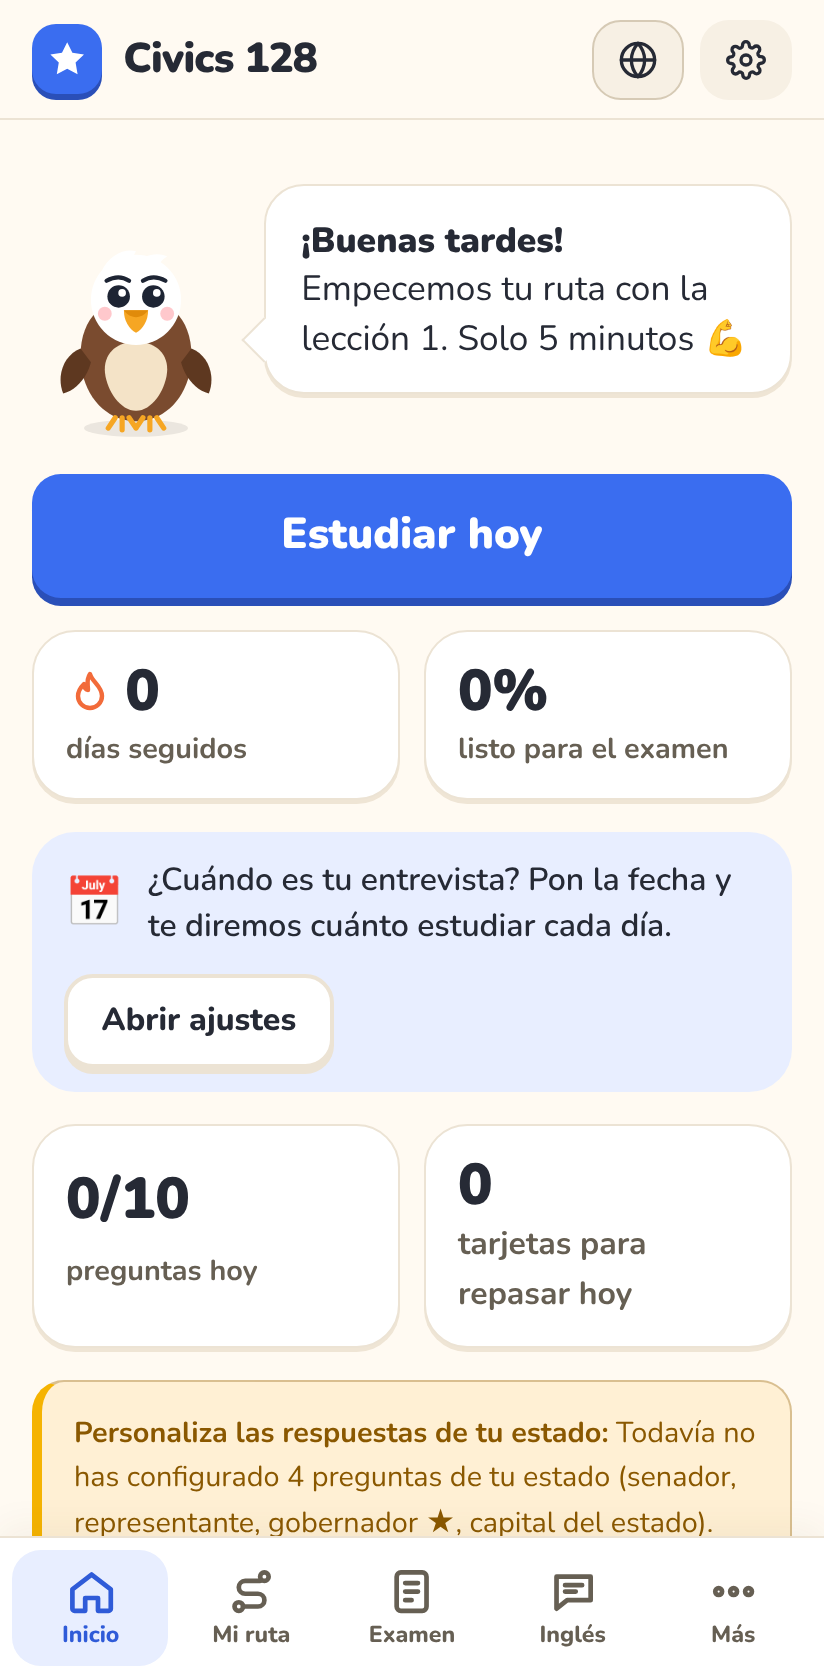 Civics 128
¡Buenas tardes!
Empecemos tu ruta con la
lección 1. Solo 5 minutos 💪
Estudiar hoy
0
días seguidos
0%
listo para el examen
July
17
¿Cuándo es tu entrevista? Pon la fecha y
te diremos cuánto estudiar cada día.
Abrir ajustes
0/10
preguntas hoy
0
tarjetas para
repasar hoy
Personaliza las respuestas de tu estado: Todavía no
has configurado 4 preguntas de tu estado (senador,
representante, gobernador ★, capital del estado).
Inicio
Mi ruta
Examen
Inglés
Más